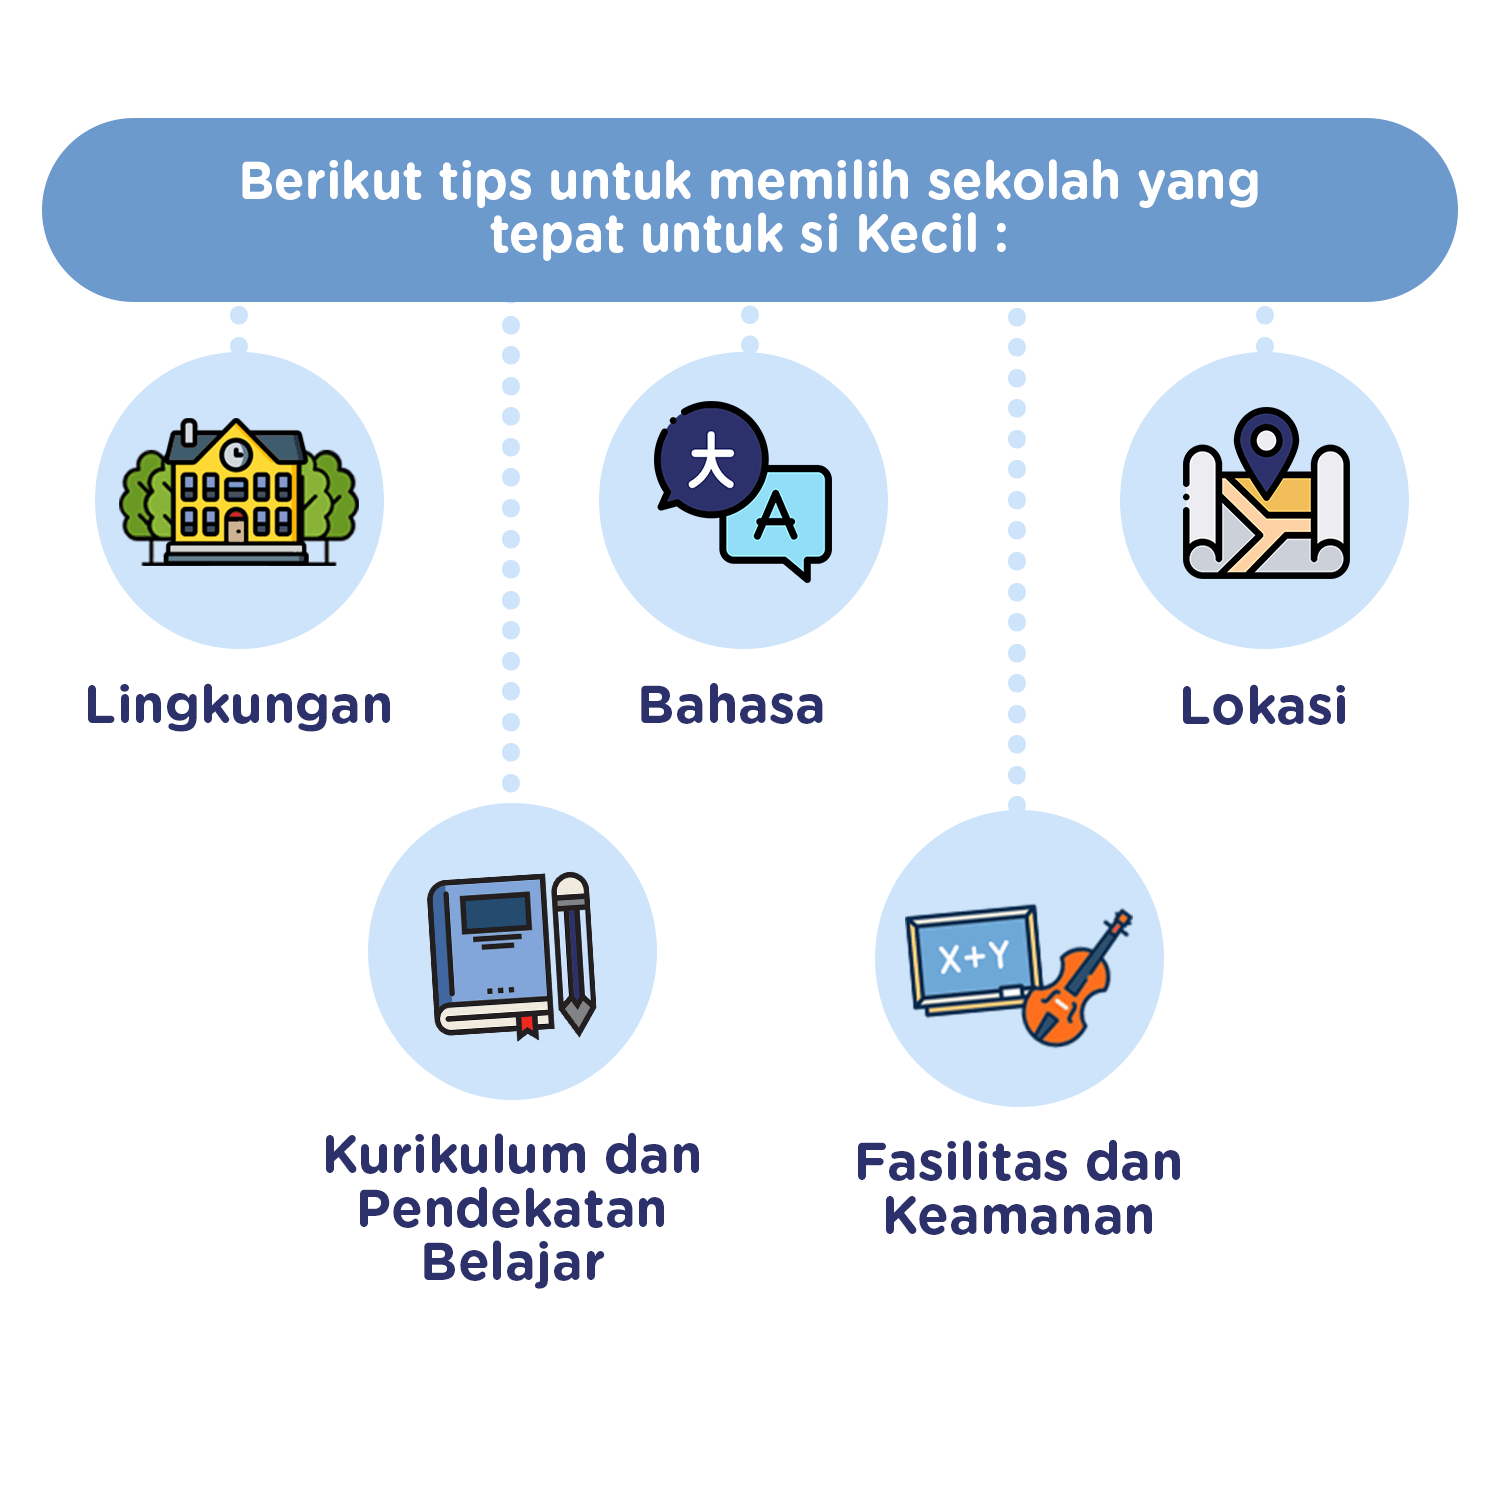 Berikut tips untuk memilih sekolah yang
tepat untuk si Kecil :
大
A
Lingkungan
Bahasa
Lokasi
X+Y
Kurikulum dan
Pendekatan
Belajar
Fasilitas dan
Keamanan